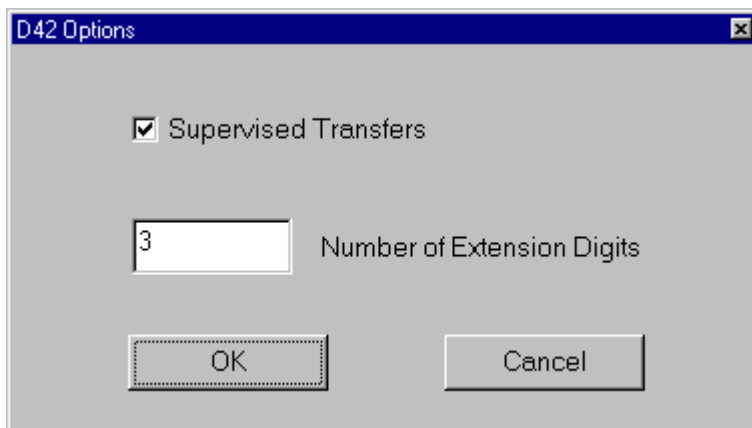 D42 Options
Supervised Transfers
3
Number of Extension Digits
OK
Cancel